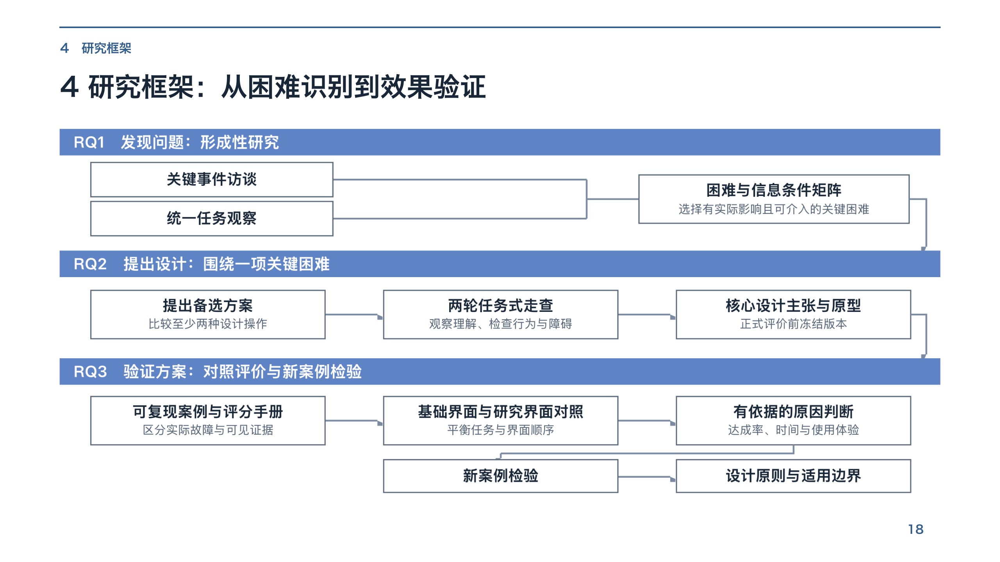 4 研究框架
4 研究框架：从困难识别到效果验证
RQ1 发现问题：形成性研究
关键事件访谈
统一任务观察
困难与信息条件矩阵
选择有实际影响且可介入的关键困难
RQ2 提出设计：围绕一项关键困难
提出备选方案
比较至少两种设计操作
两轮任务式走查
观察理解、检查行为与障碍
核心设计主张与原型
正式评价前冻结版本
RQ3 验证方案：对照评价与新案例检验
可复现案例与评分手册
区分实际故障与可见证据
基础界面与研究界面对照
平衡任务与界面顺序
有依据的原因判断
达成率、时间与使用体验
新案例检验
设计原则与适用边界
18